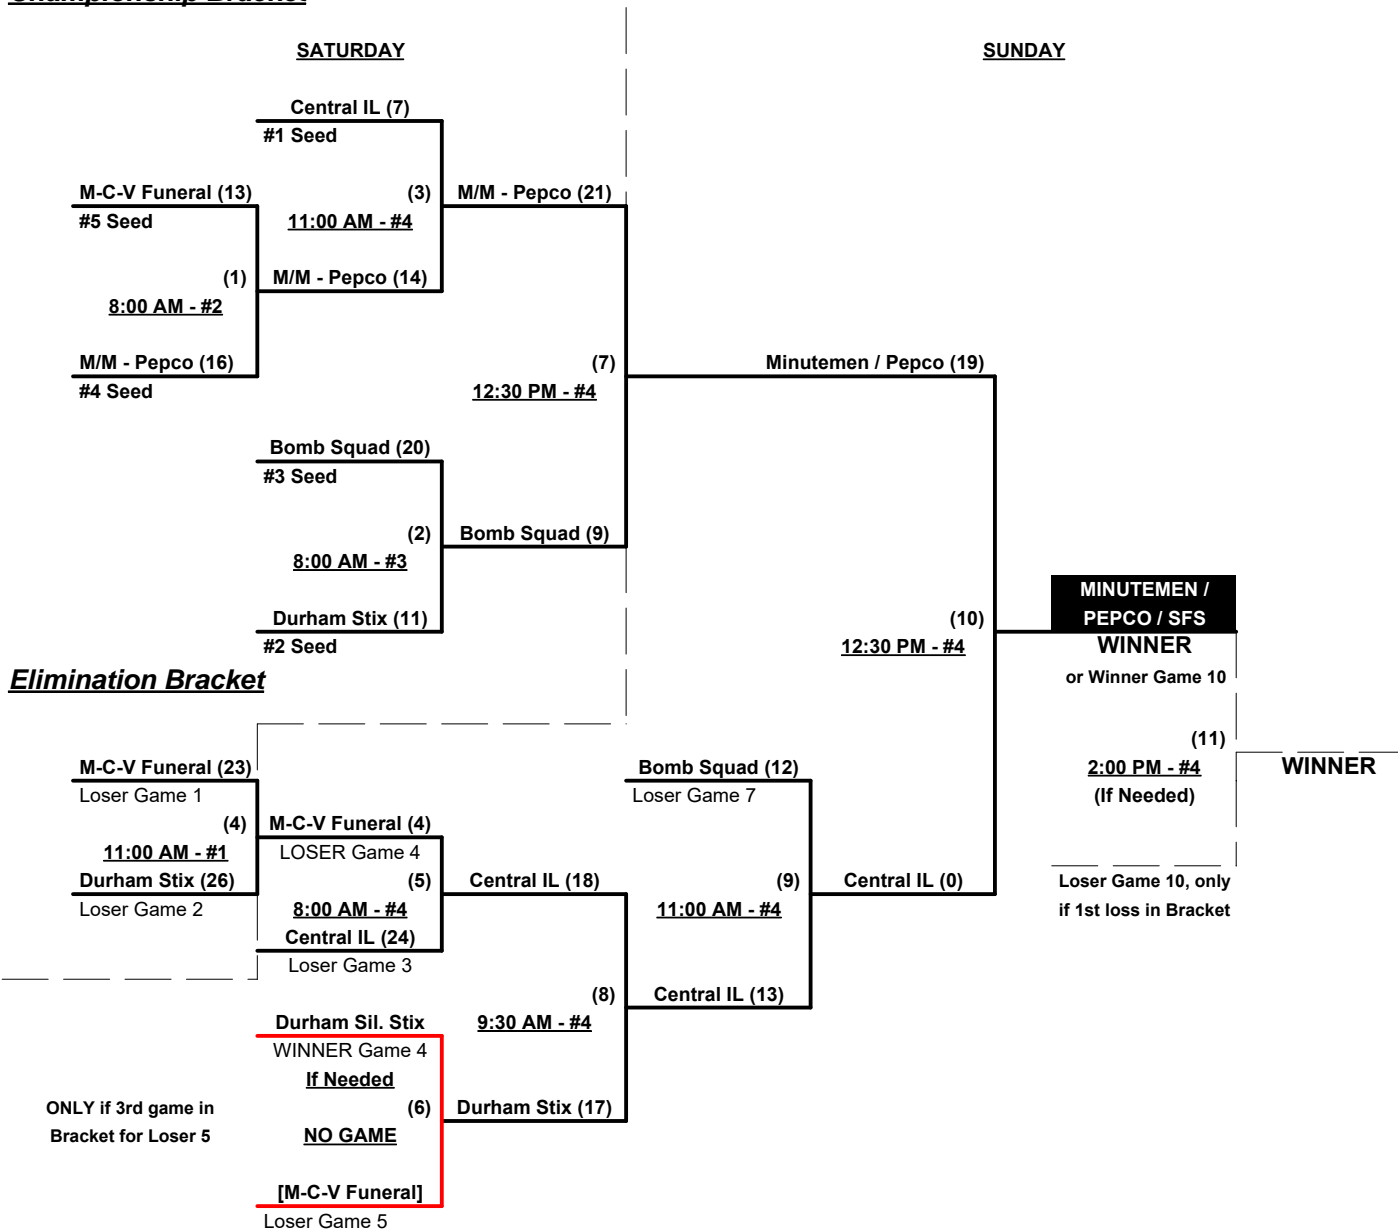 Championship Bracket
SATURDAY
SUNDAY
Central IL (7)
#1 Seed
M-C-V Funeral (13)
(3)
M/M - Pepco (21)
#5 Seed
11:00 AM - #4
(1)
M/M - Pepco (14)
8:00 AM - #2
M/M - Pepco (16)
(7)
Minutemen / Pepco (19)
#4 Seed
12:30 PM - #4
Bomb Squad (20)
#3 Seed
(2)
Bomb Squad (9)
8:00 AM - #3
MINUTEMEN /
PEPCO / SFS
Durham Stix (11)
(10)
#2 Seed
12:30 PM - #4
WINNER
or Winner Game 10
Elimination Bracket
(11)
M-C-V Funeral (23)
Bomb Squad (12)
2:00 PM - #4
WINNER
Loser Game 1
Loser Game 7
(If Needed)
(4)
M-C-V Funeral (4)
11:00 AM - #1
LOSER Game 4
Durham Stix (26)
(5)
Central IL (18)
(9)
Central IL (0)
Loser Game 10, only
Loser Game 2
8:00 AM - #4
11:00 AM - #4
if 1st loss in Bracket
Central IL (24)
Loser Game 3
(8)
Central IL (13)
Durham Sil. Stix
9:30 AM - #4
WINNER Game 4
If Needed
ONLY if 3rd game in
(6)
Durham Stix (17)
Bracket for Loser 5
NO GAME
[M-C-V Funeral]
Loser Game 5